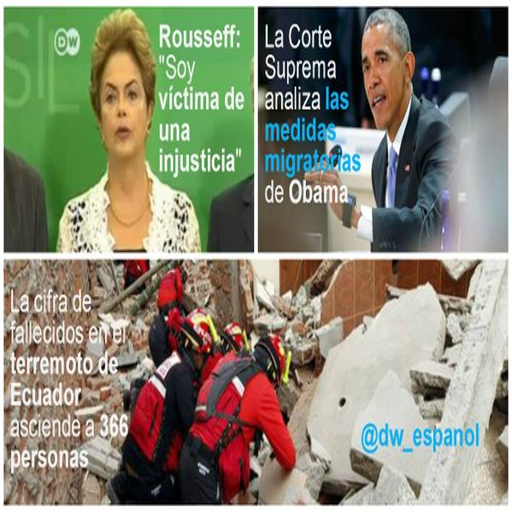 SIL
DW
Rousseff:
"Soy
víctima de
una
injusticia"
La Corte
Suprema
analiza las
medidas
migratorias
de Obama
La cifra de
fallecidos en el
terremoto de
Ecuador
asciende a 366
personas
@dw_espanol